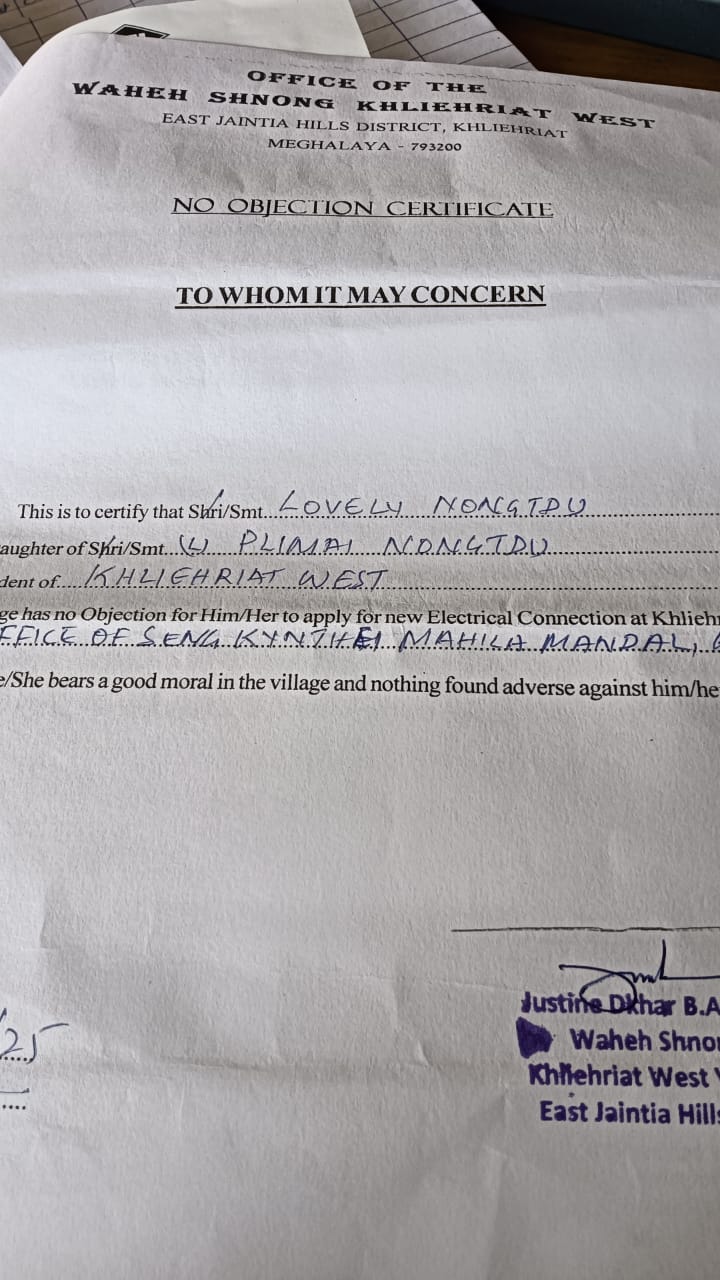 OFFICE OF THE
WAHEH SHNONG KHLIEHRIAT WEST
EAST JAINTIA HILLS DISTRICT, KHLIEHRIAT
MEGHALAYA - 793200
NO OBJECTION CERTIFICATE
TO WHOM IT MAY CONCERN
This is to certify that Shri/Smt... LOVELY NONGTDU
aughter of Shri/Smt... (L) PLIMAI NONGTDU
dent of.... KHLIEHRIAT WEST
ge has no Objection for Him/Her to apply for new Electrical Connection at Khliehr
FFICE OF SENG KYNTHEI MAHILA MANDAL,
e/She bears a good moral in the village and nothing found adverse against him/he
25
Justine Dkhar B.A
Waheh Shno
Khliehriat West
East Jaintia Hills